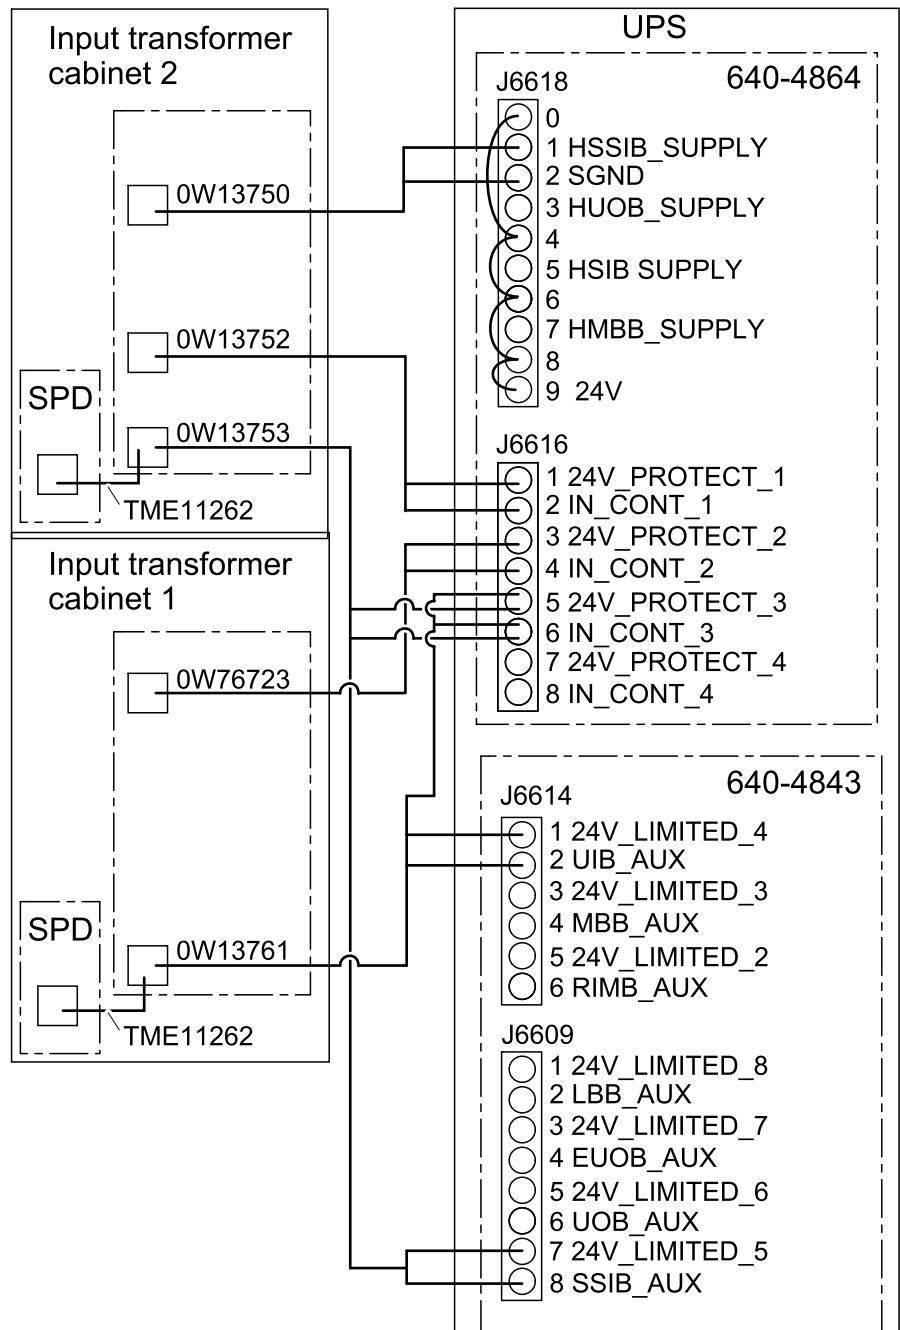 Input transformer
cabinet 2
0W13750
0W13752
SPD
0W13753
TME11262
Input transformer
cabinet 1
0W76723
SPD
0W13761
TME11262
UPS
640-4864
J6618
0
1 HSSIB_SUPPLY
2 SGND
3 HUOB_SUPPLY
4
5 HSIB SUPPLY
6
7 HMBB_SUPPLY
8
9 24V
J6616
1 24V_PROTECT_1
2 IN_CONT_1
3 24V_PROTECT_2
4 IN_CONT_2
5 24V_PROTECT_3
6 IN_CONT_3
7 24V_PROTECT_4
8 IN_CONT_4
640-4843
J6614
1 24V_LIMITED_4
2 UIB_AUX
3 24V_LIMITED_3
4 MBB_AUX
5 24V_LIMITED_2
6 RIMB_AUX
J6609
1 24V_LIMITED_8
2 LBB_AUX
3 24V_LIMITED_7
4 EUOB_AUX
5 24V_LIMITED_6
6 UOB_AUX
7 24V_LIMITED_5
8 SSIB_AUX